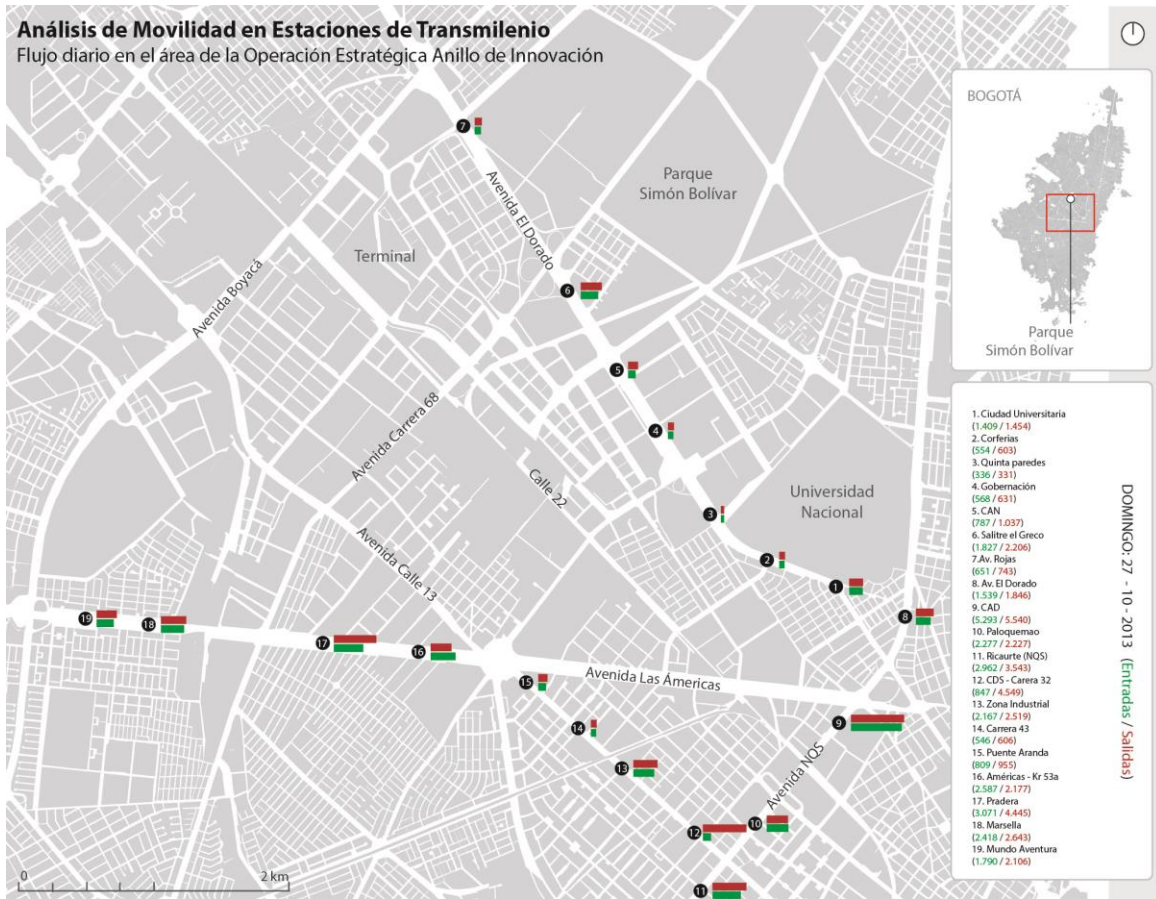 Análisis de Movilidad en Estaciones de Transmilenio
Flujo diario en el área de la Operación Estratégica Anillo de Innovación
BOGOTÁ
Parque
Simón Bolívar
7
Avenida El Dorado
Parque
Simón Bolívar
Terminal
Avenida Boyacá
6
5
Avenida Carrera 68
4
Calle 22
Universidad
Nacional
3
Avenida Calle 13
2
1
8
19
18
17
16
Avenida Las Ámericas
15
14
9
13
Avenida NQS
12
10
11
0
2 km
1. Ciudad Universitaria
(1.409 / 1.454)
2. Corferias
(554 / 603)
3. Quinta paredes
(336 / 331)
4. Gobernación
(568 / 631)
5. CAN
(787 / 1.037)
6. Salitre el Greco
(1.827 / 2.206)
7.Av. Rojas
(651 / 743)
8. Av. El Dorado
(1.539 / 1.846)
9. CAD
(5.293 / 5.540)
10. Paloquemao
(2.277 / 2.227)
11. Ricaurte (NQS)
(2.962 / 3.543)
12. CDS - Carera 32
(847 / 4.549)
13. Zona Industrial
(2.167 / 2.519)
14. Carrera 43
(546 / 606)
15. Puente Aranda
(809 / 955)
16. Américas - Kr 53a
(2.587 / 2.177)
17. Pradera
(3.071 / 4.445)
18. Marsella
(2.418 / 2.643)
19. Mundo Aventura
(1.790 / 2.106)
DOMINGO: 27 - 10 - 2013 (Entradas / Salidas)